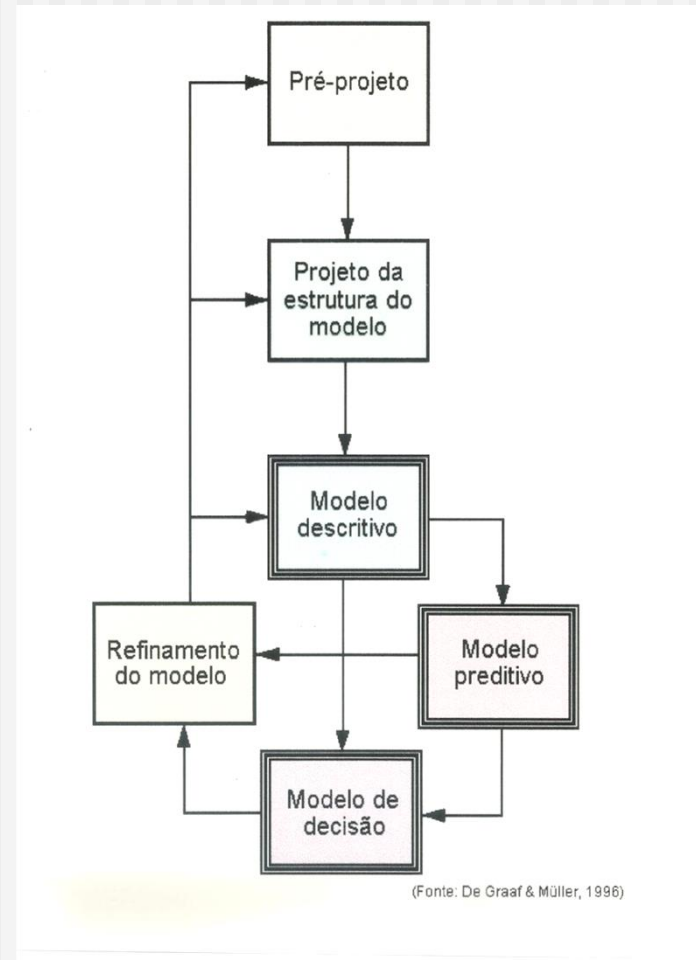 Pré-projeto
Projeto da
estrutura do
modelo
Modelo
descritivo
Refinamento
do modelo
Modelo
preditivo
Modelo de
decisão
(Fonte: De Graaf & Müller, 1996)